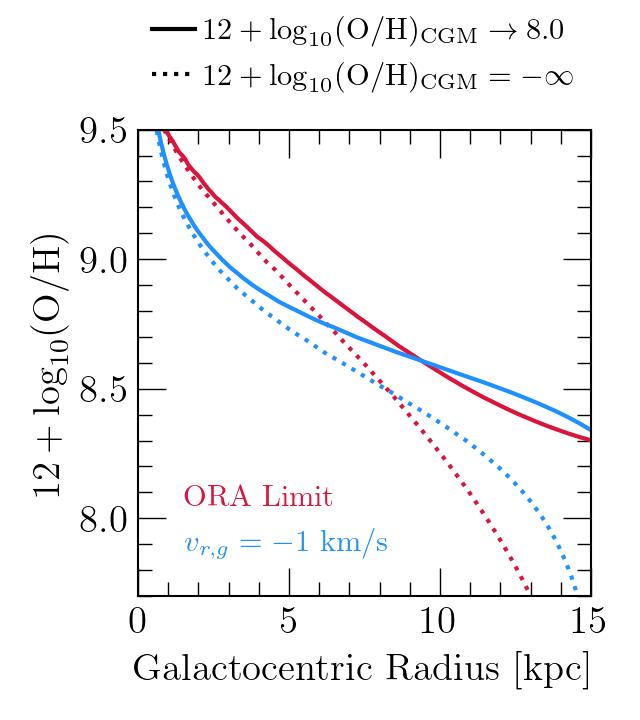 12 + log₁₀(O/H)CGM → 8.0
12 + log₁₀(O/H)CGM = −∞
9.5
9.0
8.5
8.0
12 + log₁₀(O/H)
ORA Limit
v_{r,g} = −1 km/s
0 5 10 15
Galactocentric Radius [kpc]